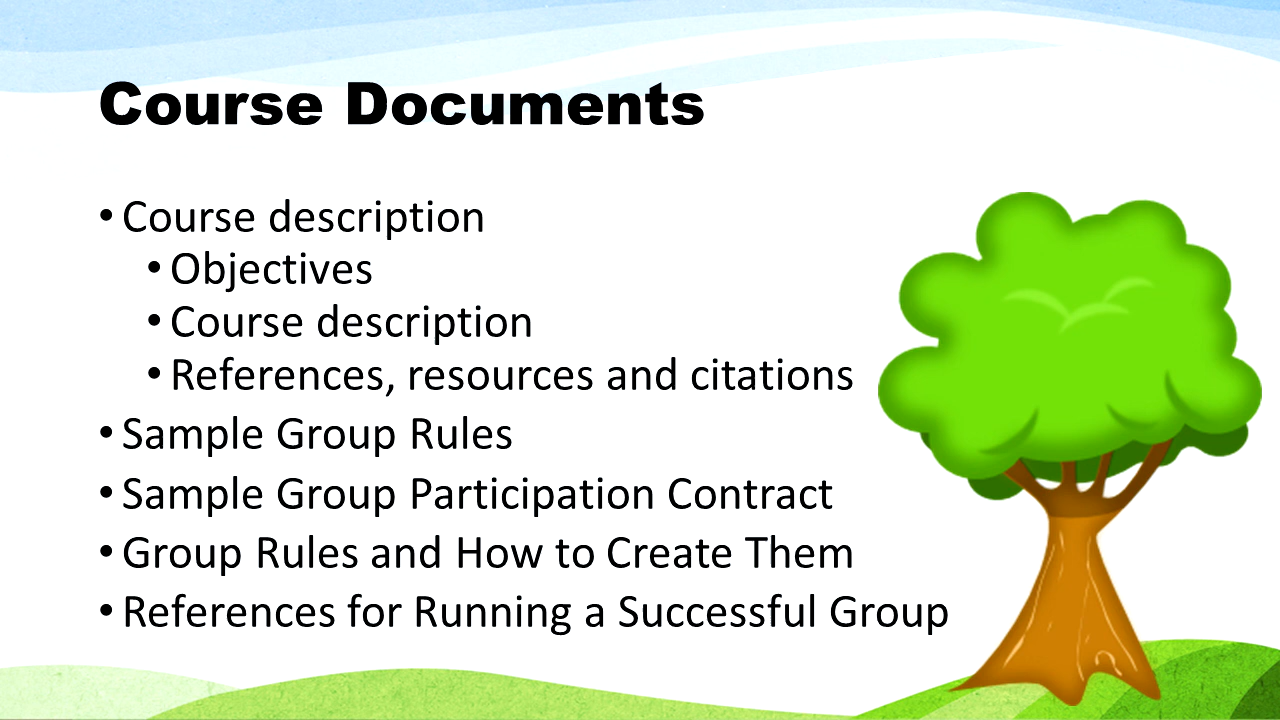 Course Documents
• Course description
• Objectives
• Course description
• References, resources and citations
• Sample Group Rules
• Sample Group Participation Contract
• Group Rules and How to Create Them
• References for Running a Successful Group